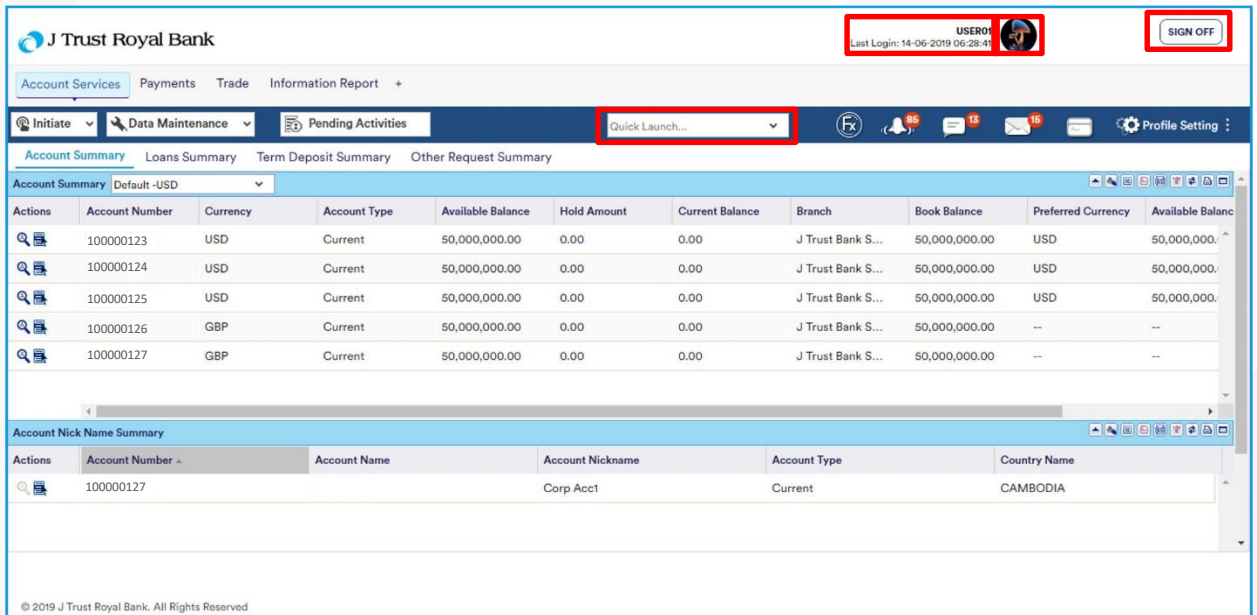 J Trust Royal Bank
USER01
Last Login: 14-06-2019 06:28:41
SIGN OFF
Account Services Payments Trade Information Report +
Initiate Data Maintenance Pending Activities Quick Launch... Fx 85 13 15 Profile Setting
Account Summary Loans Summary Term Deposit Summary Other Request Summary
Account Summary Default -USD
Actions Account Number Currency Account Type Available Balance Hold Amount Current Balance Branch Book Balance Preferred Currency Available Balanc
100000123 USD Current 50,000,000.00 0.00 0.00 J Trust Bank S... 50,000,000.00 USD 50,000,000.
100000124 USD Current 50,000,000.00 0.00 0.00 J Trust Bank S... 50,000,000.00 USD 50,000,000.
100000125 USD Current 50,000,000.00 0.00 0.00 J Trust Bank S... 50,000,000.00 USD 50,000,000.
100000126 GBP Current 50,000,000.00 0.00 0.00 J Trust Bank S... 50,000,000.00 -- --
100000127 GBP Current 50,000,000.00 0.00 0.00 J Trust Bank S... 50,000,000.00 -- --
Account Nick Name Summary
Actions Account Number Account Name Account Nickname Account Type Country Name
100000127 Corp Acc1 Current CAMBODIA
© 2019 J Trust Royal Bank. All Rights Reserved